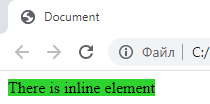 Document
Файл
C:/
There is inline element